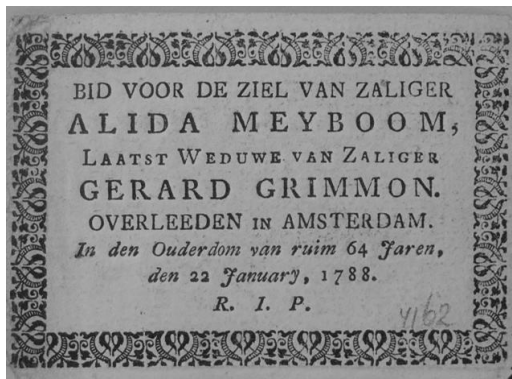 BID VOOR DE ZIEL VAN ZALIGER
ALIDA MEYBOOM,
LAATST WEDUWE VAN ZALIGER
GERARD GRIMMON.
OVERLEEDEN IN AMSTERDAM.
In den Ouderdom van ruim 64 Jaren,
den 22 January, 1788.
R. I. P.
4162